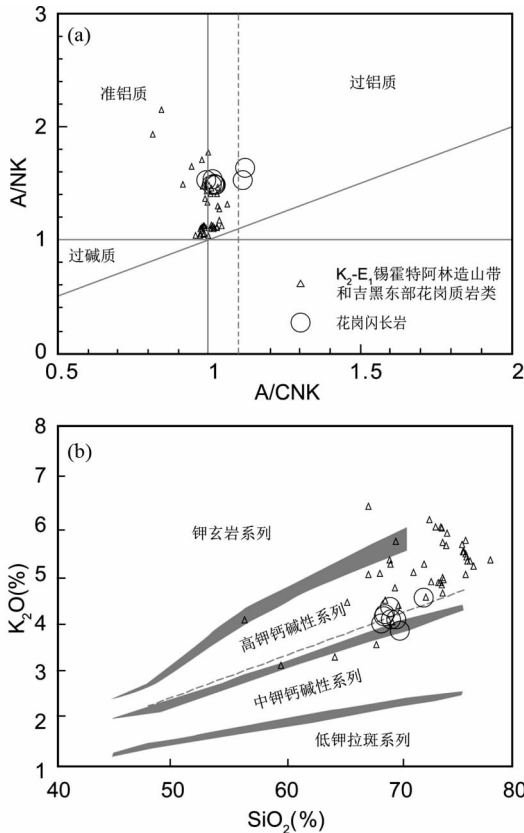 (a)
3
准铝质
过铝质
2
A/NK
1
过碱质
K₂-E₁锡霍特阿林造山带
和吉黑东部花岗质岩类
花岗闪长岩
0
0.5
1
1.5
2
A/CNK
8
(b)
7
6
钾玄岩系列
5
K₂O(%)
4
高钾钙碱性系列
3
中钾钙碱性系列
2
低钾拉斑系列
1
40
50
60
70
80
SiO₂(%)